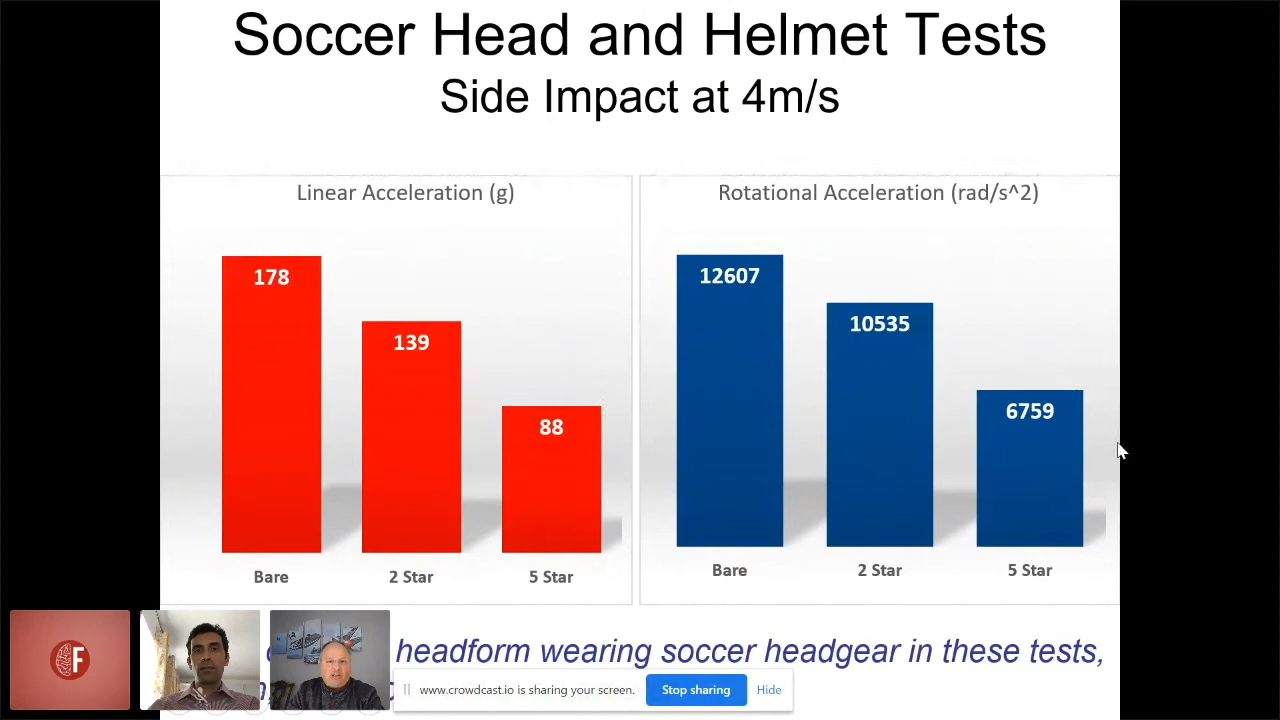 Soccer Head and Helmet Tests
Side Impact at 4m/s
Linear Acceleration (g)
178
139
88
Bare
2 Star
5 Star
Rotational Acceleration (rad/s^2)
12607
10535
6759
Bare
2 Star
5 Star
headform wearing soccer headgear in these tests,
F
www.crowdcast.io is sharing your screen.
Stop sharing
Hide